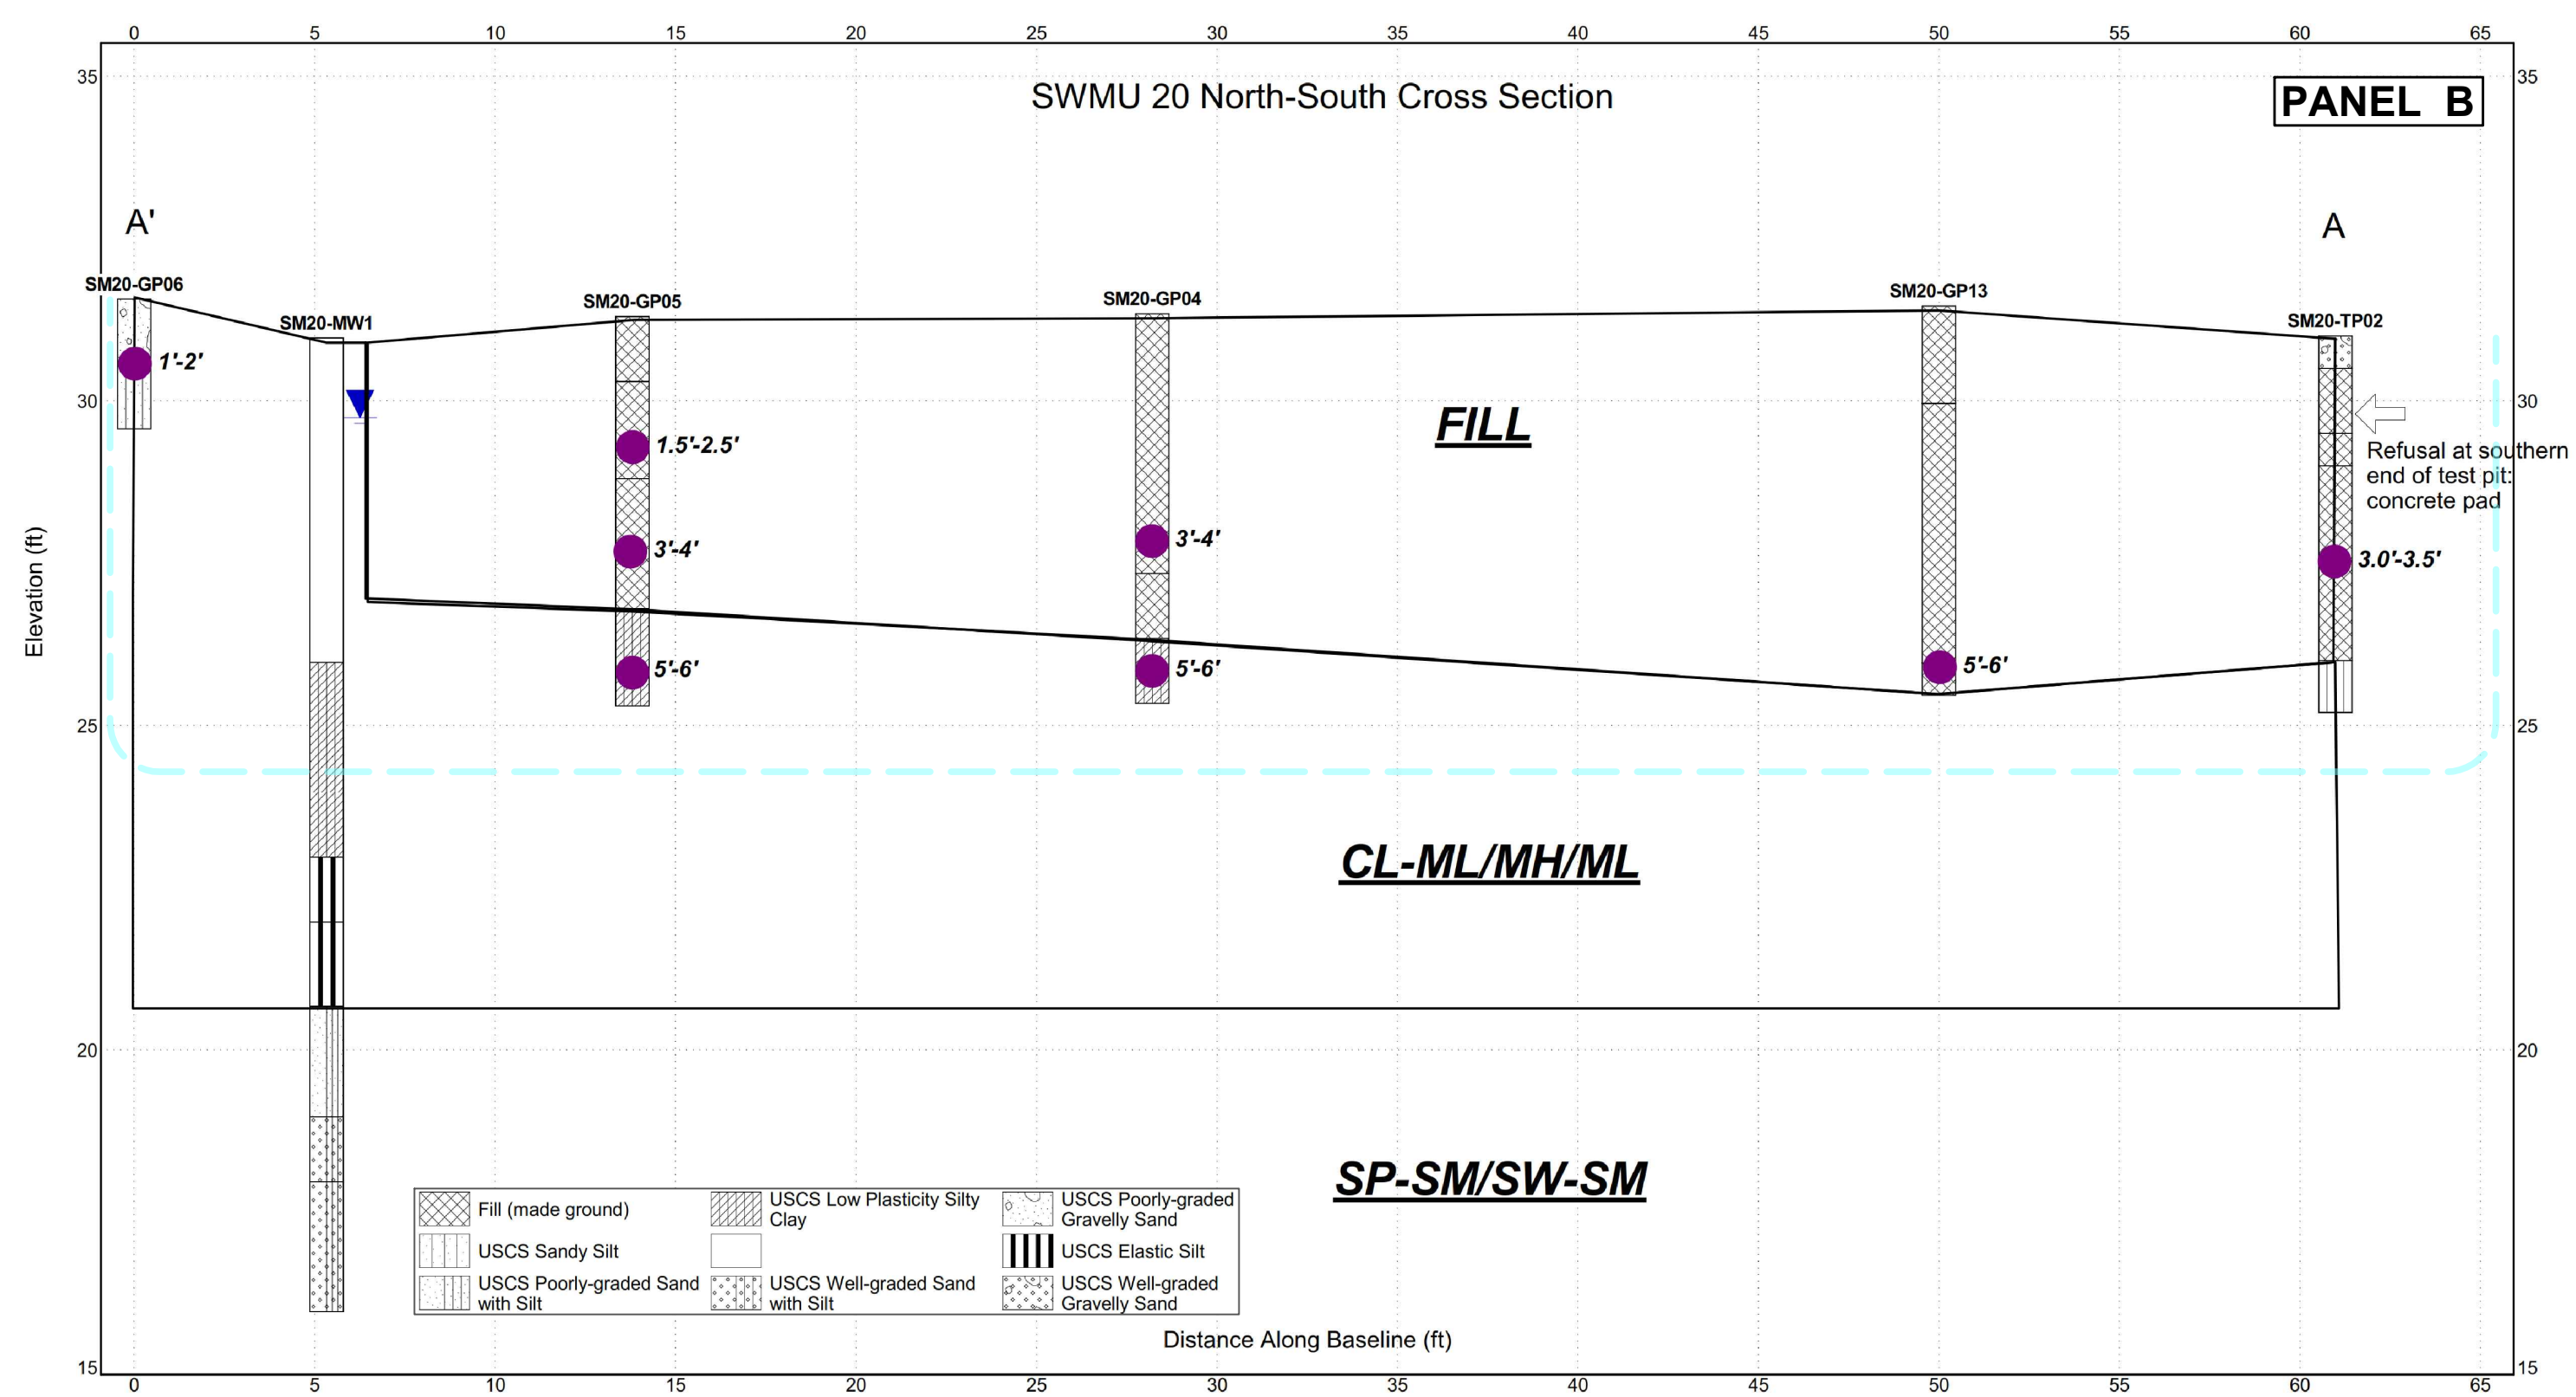 0 5 10 15 20 25 30 35 40 45 50 55 60 65
35 35
SWMU 20 North-South Cross Section
PANEL B
A' A
SM20-GP06
SM20-MW1
SM20-GP05
SM20-GP04
SM20-GP13
SM20-TP02
1'-2'
30 30
FILL
1.5'-2.5'
Refusal at southern
end of test pit:
concrete pad
3'-4'
3'-4'
3.0'-3.5'
5'-6'
5'-6'
5'-6'
Elevation (ft)
25 25
CL-ML/MH/ML
20 20
SP-SM/SW-SM
Fill (made ground)
USCS Low Plasticity Silty
Clay
USCS Poorly-graded
Gravelly Sand
USCS Sandy Silt
USCS Elastic Silt
USCS Poorly-graded Sand
with Silt
USCS Well-graded Sand
with Silt
USCS Well-graded
Gravelly Sand
Distance Along Baseline (ft)
15 15
0 5 10 15 20 25 30 35 40 45 50 55 60 65